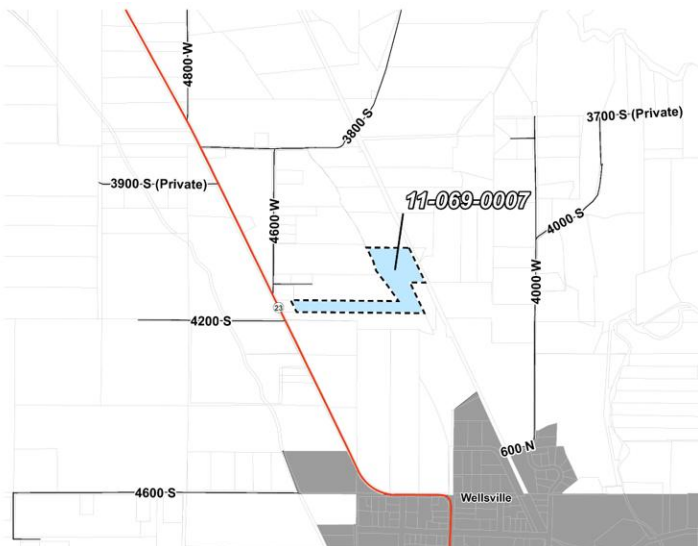 4800 W
3800 S
3700 S (Private)
3900 S (Private)
11-069-0007
4600 W
4000 S
4000 W
23
4200 S
600 N
4600 S
Wellsville